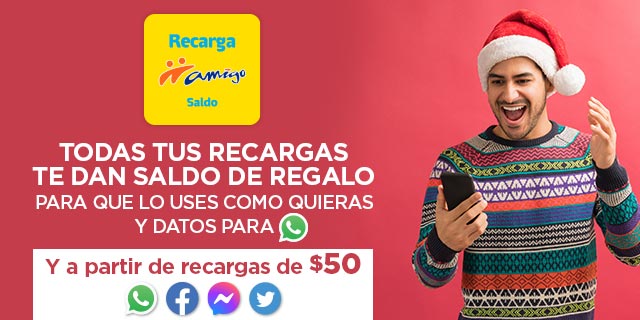 Recarga
amigo
Saldo
TODAS TUS RECARGAS
TE DAN SALDO DE REGALO
PARA QUE LO USES COMO QUIERAS
Y DATOS PARA
Y a partir de recargas de $50